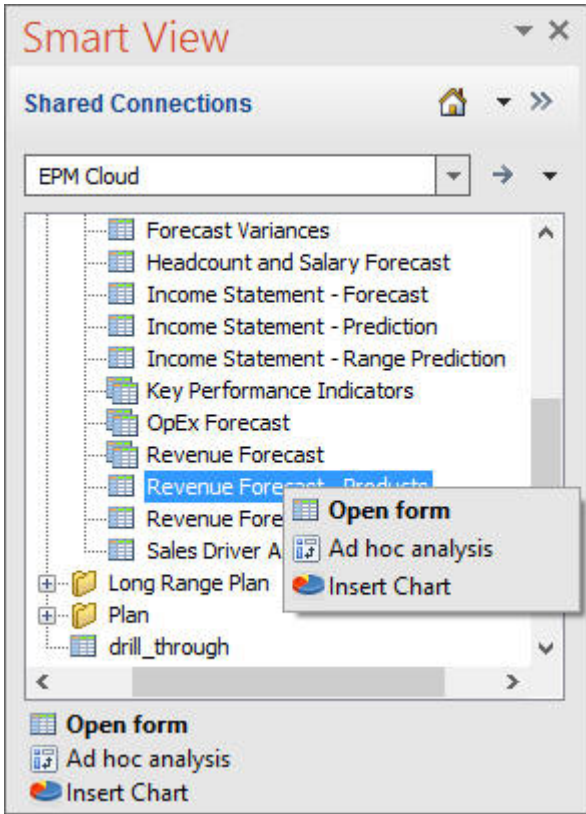 Smart View
Shared Connections
EPM Cloud
Forecast Variances
Headcount and Salary Forecast
Income Statement - Forecast
Income Statement - Prediction
Income Statement - Range Prediction
Key Performance Indicators
OpEx Forecast
Revenue Forecast
Revenue Forecast - Products
Revenue Fore
Open form
Sales Driver A
Ad hoc analysis
Long Range Plan
Insert Chart
Plan
drill_through
Open form
Ad hoc analysis
Insert Chart